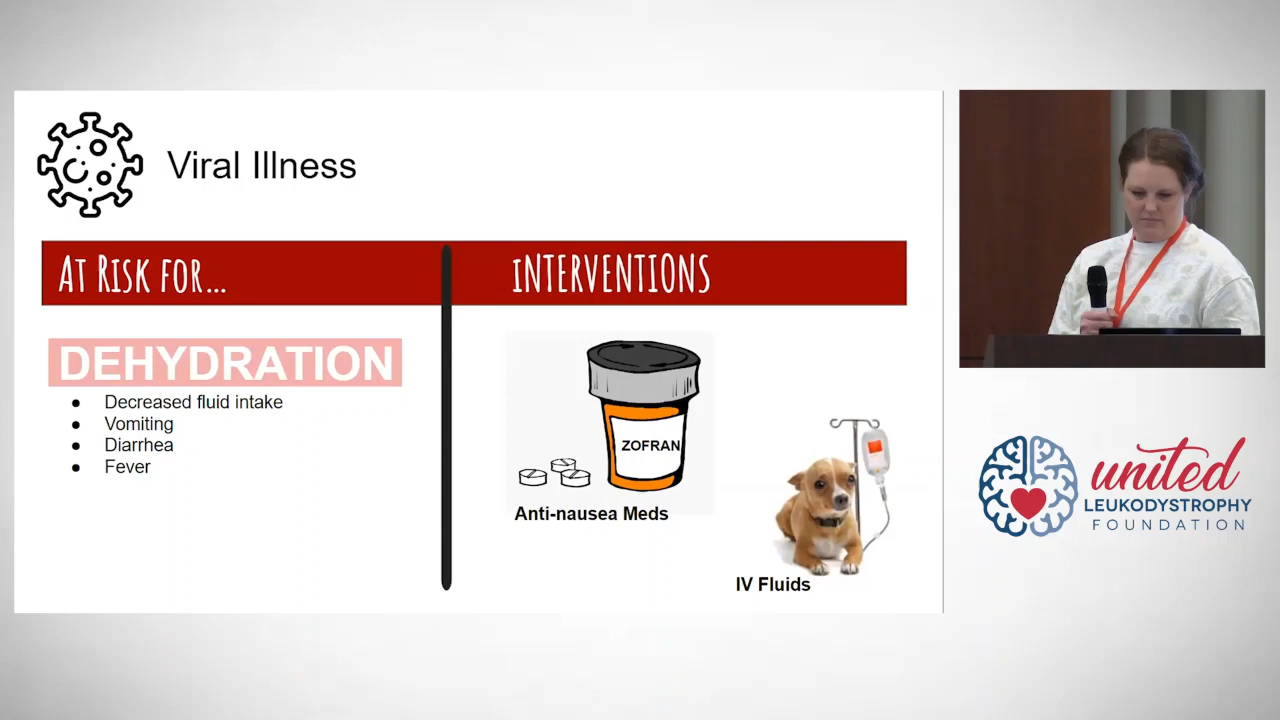 Viral Illness
At Risk for...
iNTERVENTIONS
DEHYDRATION
● Decreased fluid intake
● Vomiting
● Diarrhea
● Fever
ZOFRAN
Anti-nausea Meds
IV Fluids
united
LEUKODYSTROPHY
FOUNDATION